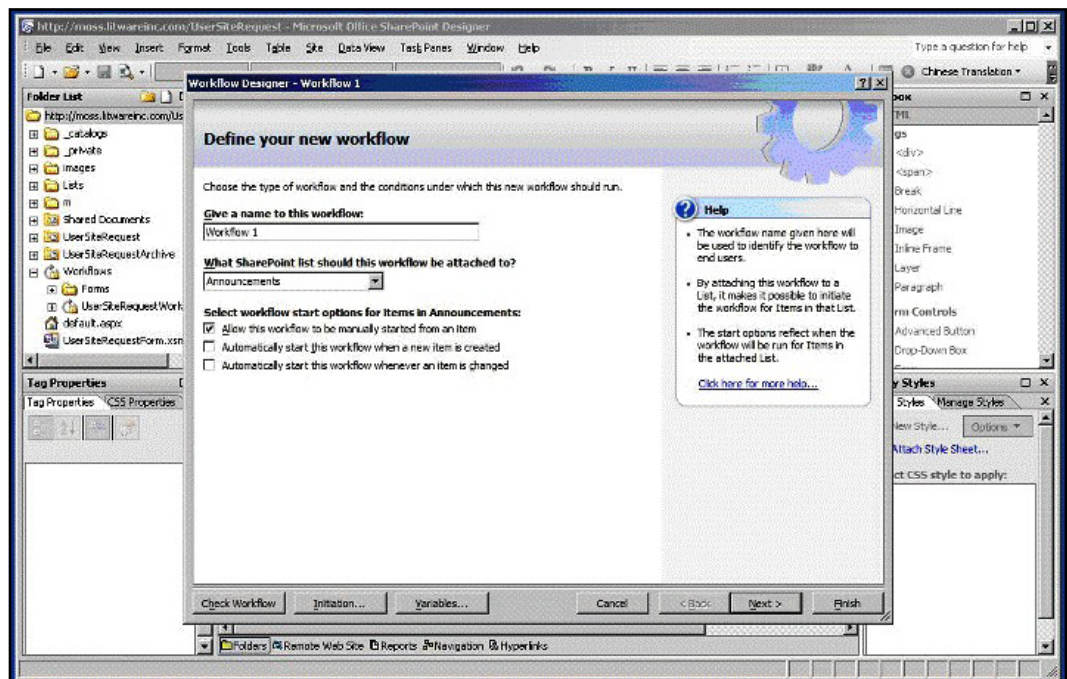 http://moss.litwareinc.com/UserSiteRequest - Microsoft Office SharePoint Designer
File Edit View Insert Format Tools Table Site Data View Task Panes Window Help
Type a question for help
Chinese Translation
Folder List
http://moss.litwareinc.com/Us
_catalogs
_private
images
Lists
m
Shared Documents
UserSiteRequest
UserSiteRequestArchive
Workflows
Forms
UserSiteRequestWork
default.aspx
UserSiteRequestForm.xsn
Tag Properties
Tag Properties CSS Properties
Workflow Designer - Workflow 1
Define your new workflow
Choose the type of workflow and the conditions under which this new workflow should run.
Give a name to this workflow:
Workflow 1
What SharePoint list should this workflow be attached to?
Announcements
Select workflow start options for items in Announcements:
Allow this workflow to be manually started from an item
Automatically start this workflow when a new item is created
Automatically start this workflow whenever an item is changed
Help
• The workflow name given here will
be used to identify the workflow to
end users.
• By attaching this workflow to a
List, it makes it possible to initiate
the workflow for Items in that List.
• The start options reflect when the
workflow will be run for Items in
the attached List.
Click here for more help...
Check Workflow Initiation... Variables... Cancel < Back Next > Finish
Folders Remote Web Site Reports Navigation Hyperlinks
box
TML
gs
<div>
<span>
Break
Horizontal Line
Image
Inline Frame
Layer
Paragraph
rm Controls
Advanced Button
Drop-Down Box
y Styles
Styles Manage Styles
New Style... Options
Attach Style Sheet...
ct CSS style to apply: